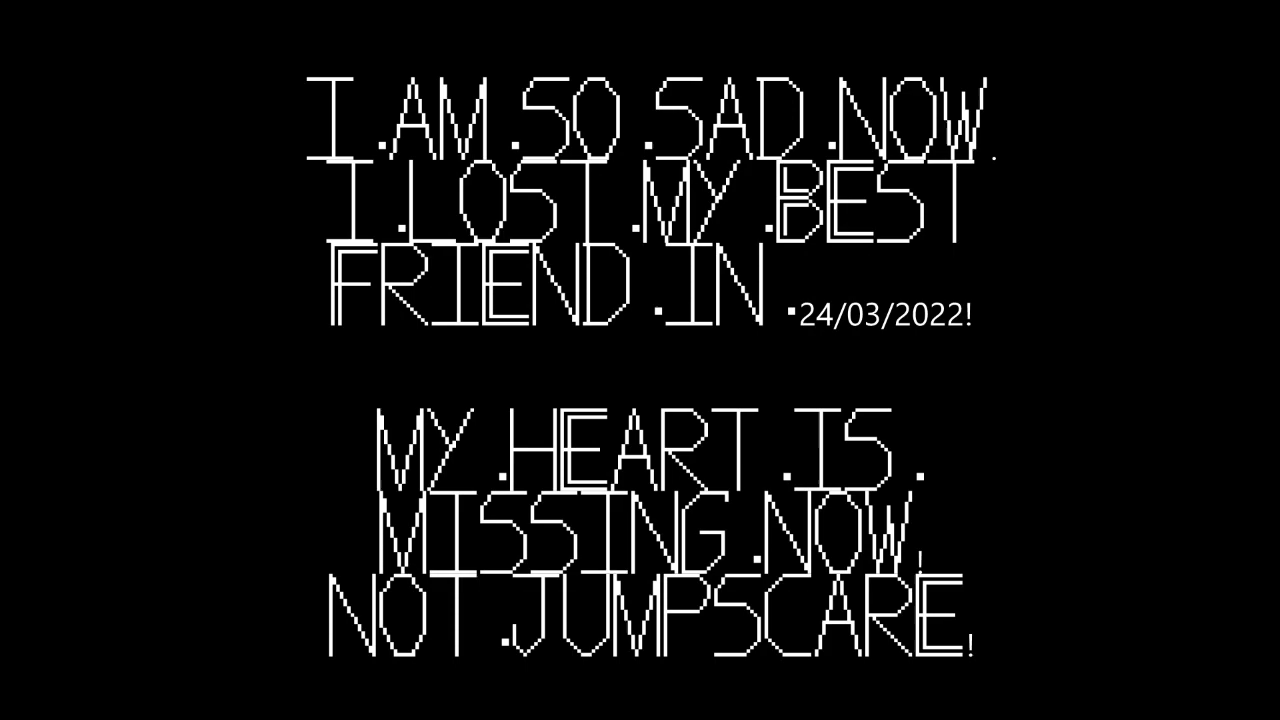 I.AM.SO.SAD.NOW.
I.LOST.MY.BEST
FRIEND.IN.24/03/2022!
MY.HEART.IS.
MISSING.NOW!
NOT.JUMPSCARE!